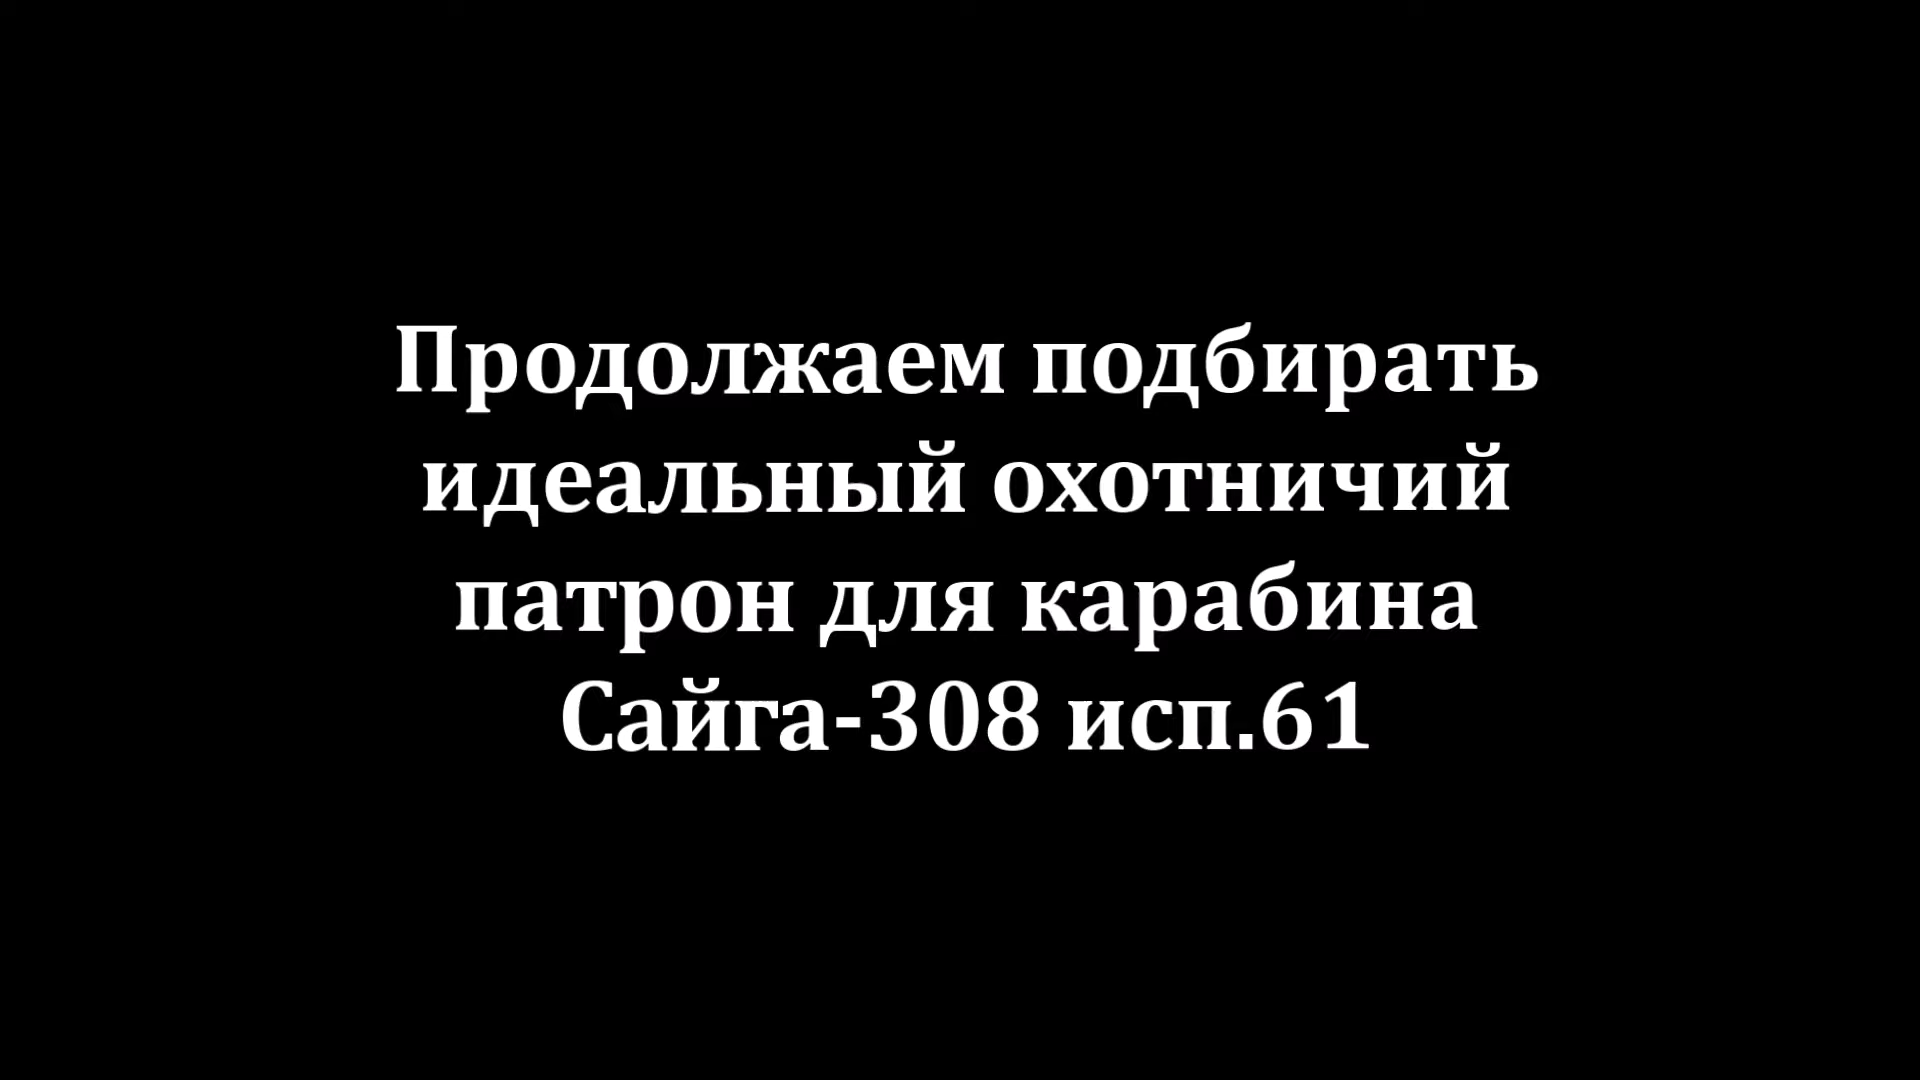 Продолжаем подбирать
идеальный охотничий
патрон для карабина
Сайга-308 исп.61